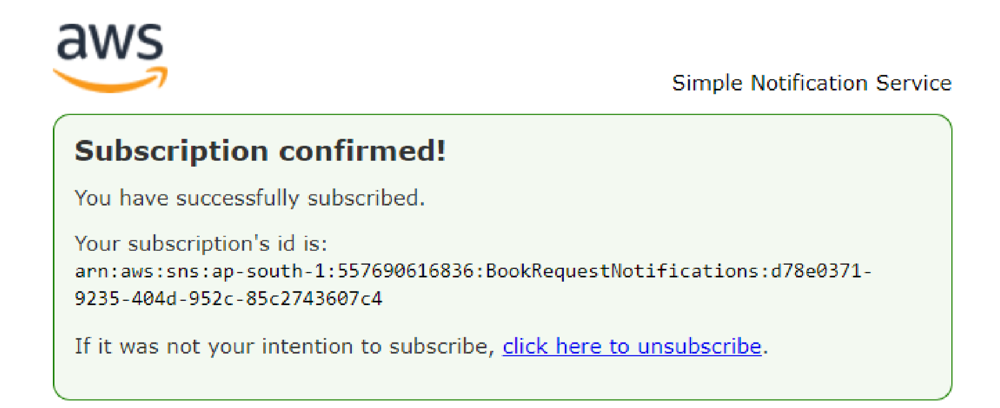 aws
Simple Notification Service
Subscription confirmed!
You have successfully subscribed.
Your subscription's id is:
arn:aws:sns:ap-south-1:557690616836:BookRequestNotifications:d78e0371-
9235-404d-952c-85c2743607c4
If it was not your intention to subscribe, click here to unsubscribe.